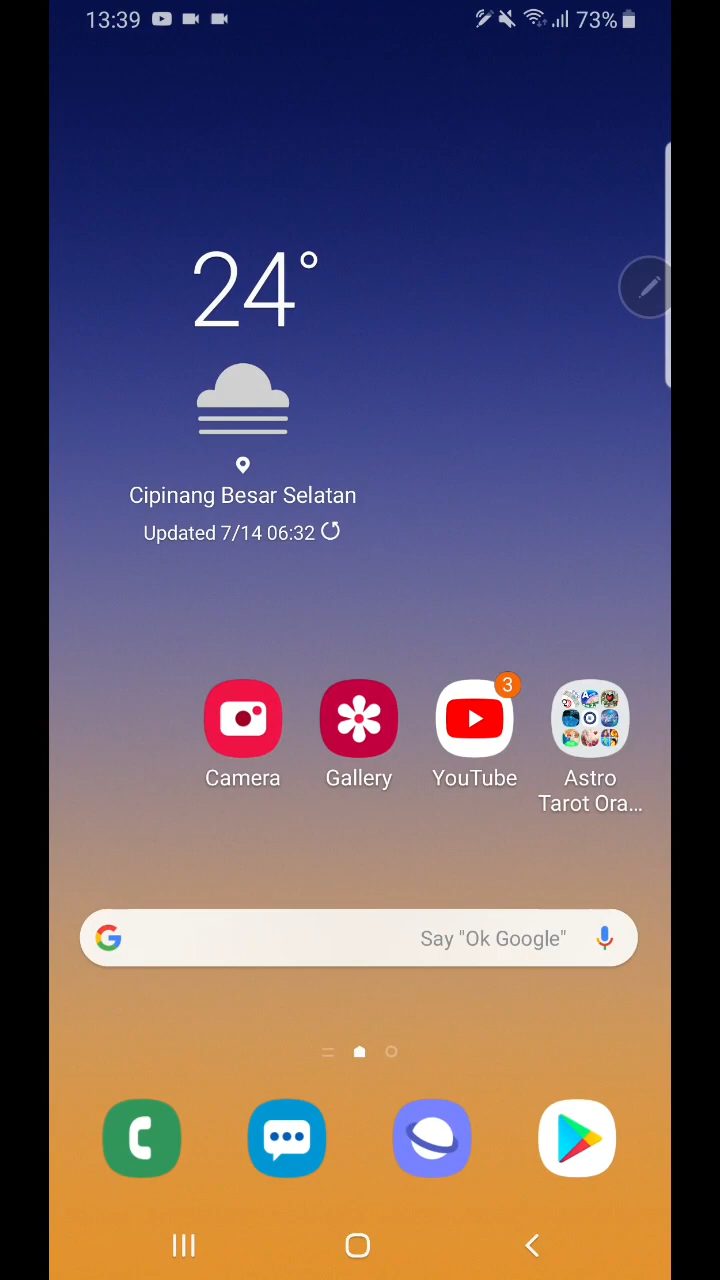 13:39 73%
24°
Cipinang Besar Selatan
Updated 7/14 06:32
3
Camera Gallery YouTube Astro
Tarot Ora...
Say "Ok Google"